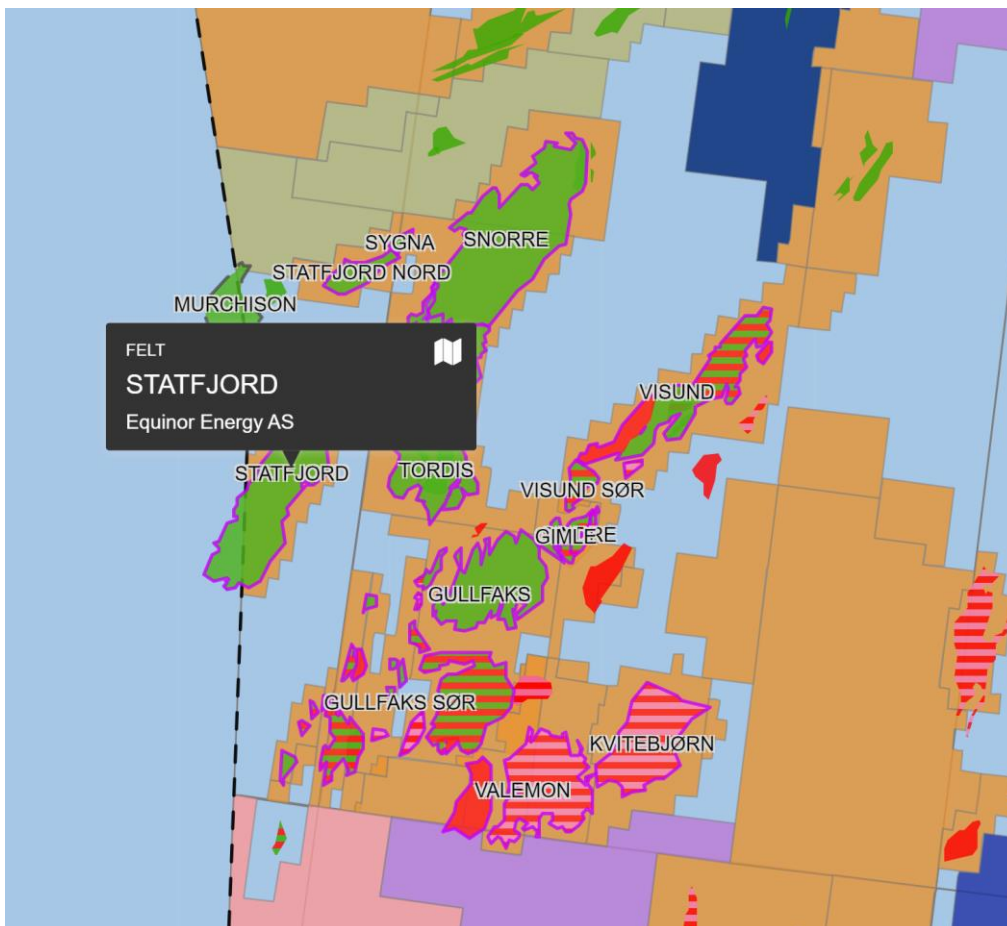 SYGNA
SNORRE
STATFJORD NORD
MURCHISON
FELT
STATFJORD
Equinor Energy AS
VISUND
STATFJORD
TORDIS
VISUND SØR
GIMLE
GULLFAKS
GULLFAKS SØR
KVITEBJØRN
VALEMON